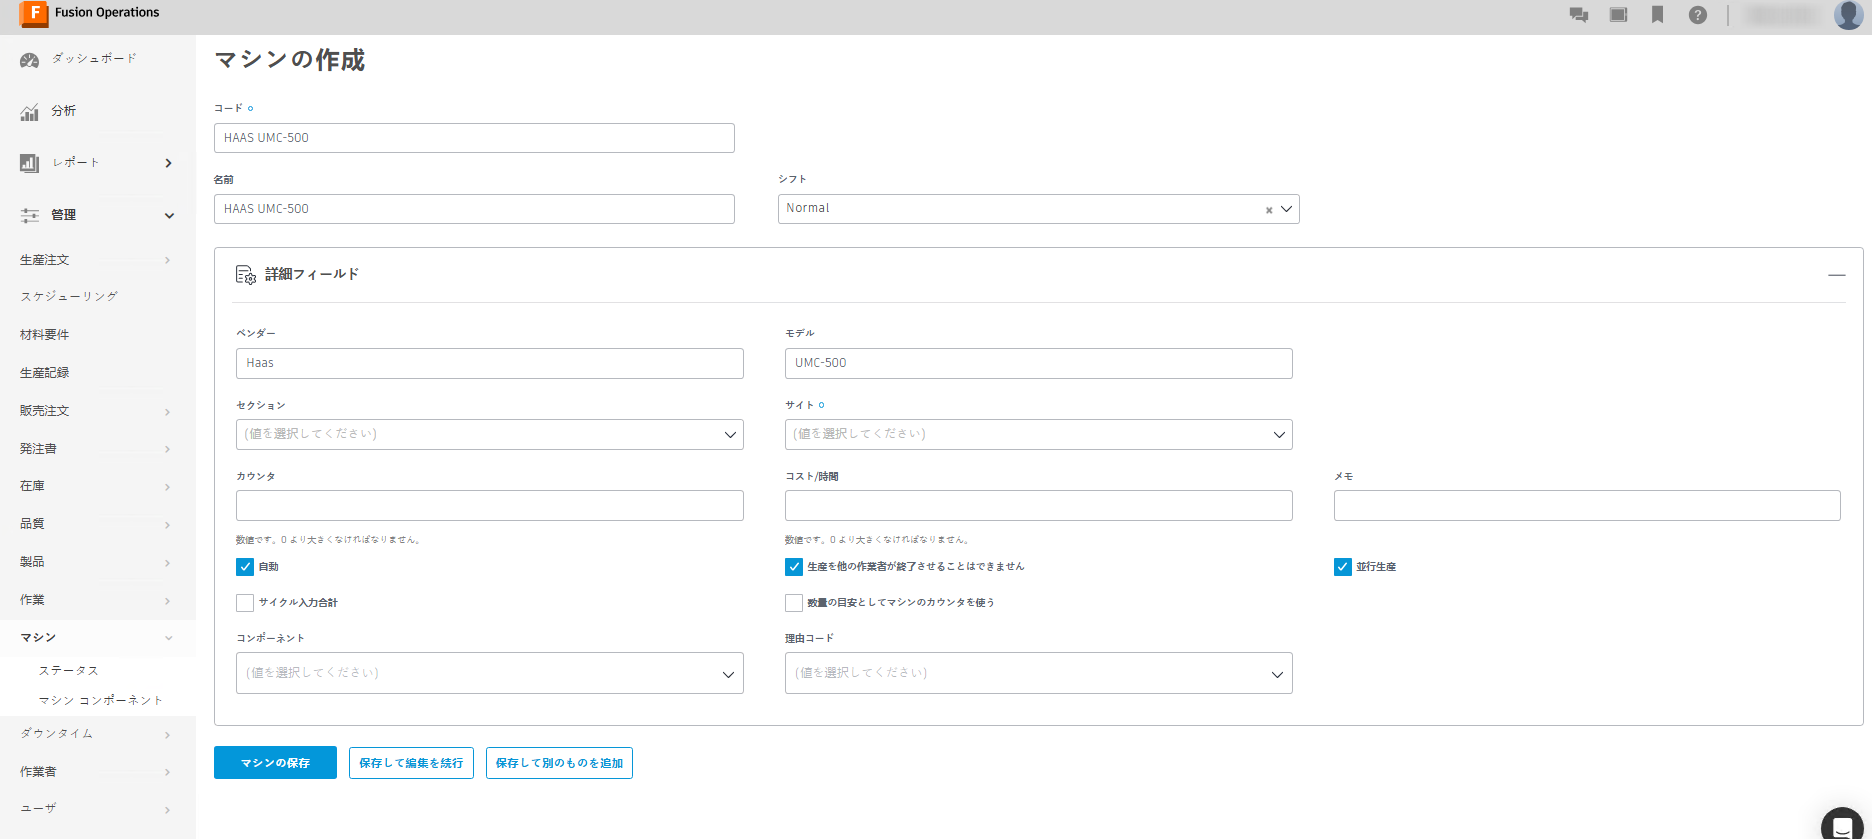 F Fusion Operations
ダッシュボード
分析
レポート
管理
生産注文
スケジューリング
材料要件
生産記録
販売注文
発注書
在庫
品質
製品
作業
マシン
ステータス
マシン コンポーネント
ダウンタイム
作業者
ユーザ
マシンの作成
コード
HAAS UMC-500
名前
HAAS UMC-500
シフト
Normal
詳細フィールド
ベンダー
Haas
モデル
UMC-500
セクション
(値を選択してください)
サイト
(値を選択してください)
カウンタ
数値です。0 より大きくなければなりません。
コスト/時間
数値です。0 より大きくなければなりません。
メモ
自動
生産を他の作業者が終了させることはできません
並行生産
サイクル入力合計
数量の目安としてマシンのカウンタを使う
コンポーネント
(値を選択してください)
理由コード
(値を選択してください)
マシンの保存
保存して編集を続行
保存して別のものを追加